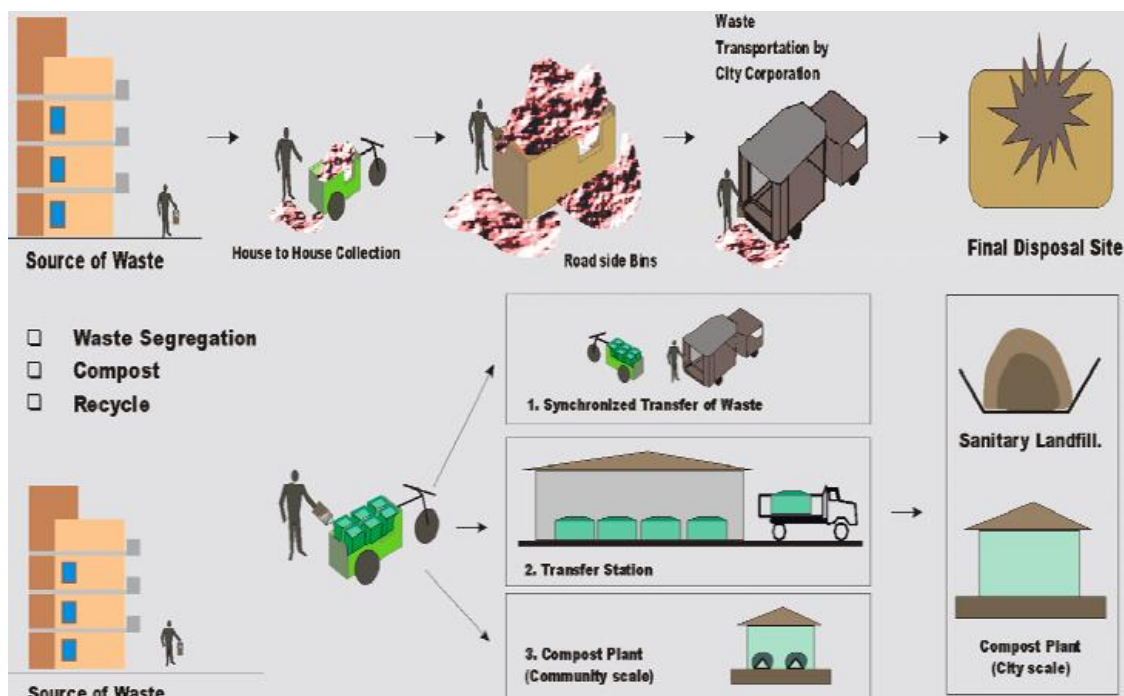 Waste
Transportation by
City Corporation
Source of Waste
House to House Collection
Road side Bins
Final Disposal Site
Waste Segregation
Compost
Recycle
1. Synchronized Transfer of Waste
2. Transfer Station
3. Compost Plant
(Community scale)
Sanitary Landfill.
Compost Plant
(City scale)
Source of Waste